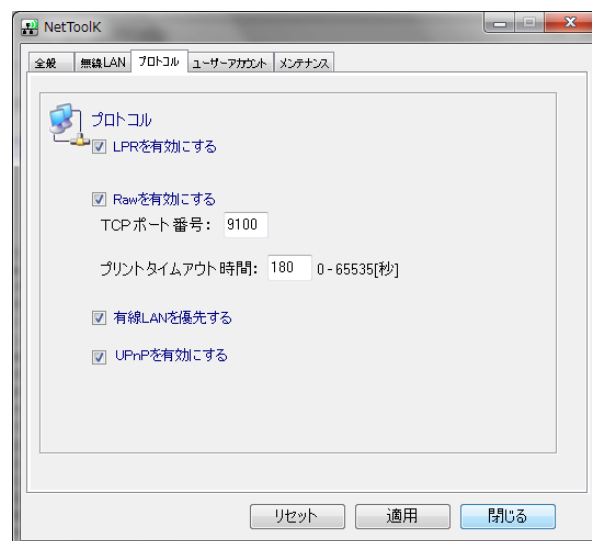 NetToolK
全般 無線LAN プロトコル ユーザーアカウント メンテナンス
プロトコル
LPRを有効にする
Rawを有効にする
TCPポート番号： 9100
プリントタイムアウト時間： 180 0-65535[秒]
有線LANを優先する
UPnPを有効にする
リセット 適用 閉じる